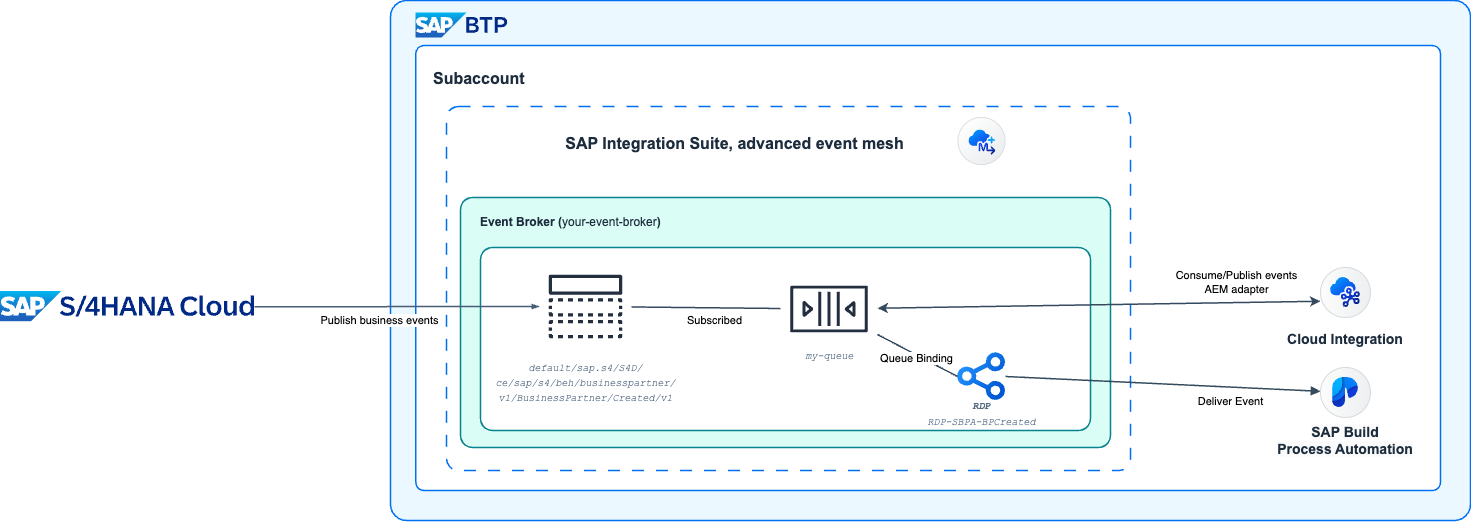 SAP BTP
Subaccount
SAP Integration Suite, advanced event mesh
M
Event Broker (your-event-broker)
SAP S/4HANA Cloud
Publish business events
default/sap.s4/S4D/
ce/sap/s4/beh/businesspartner/
v1/BusinessPartner/Created/v1
Subscribed
my-queue
Queue Binding
RDP
RDP-SBPA-BPCreated
Consume/Publish events
AEM adapter
Cloud Integration
Deliver Event
SAP Build
Process Automation